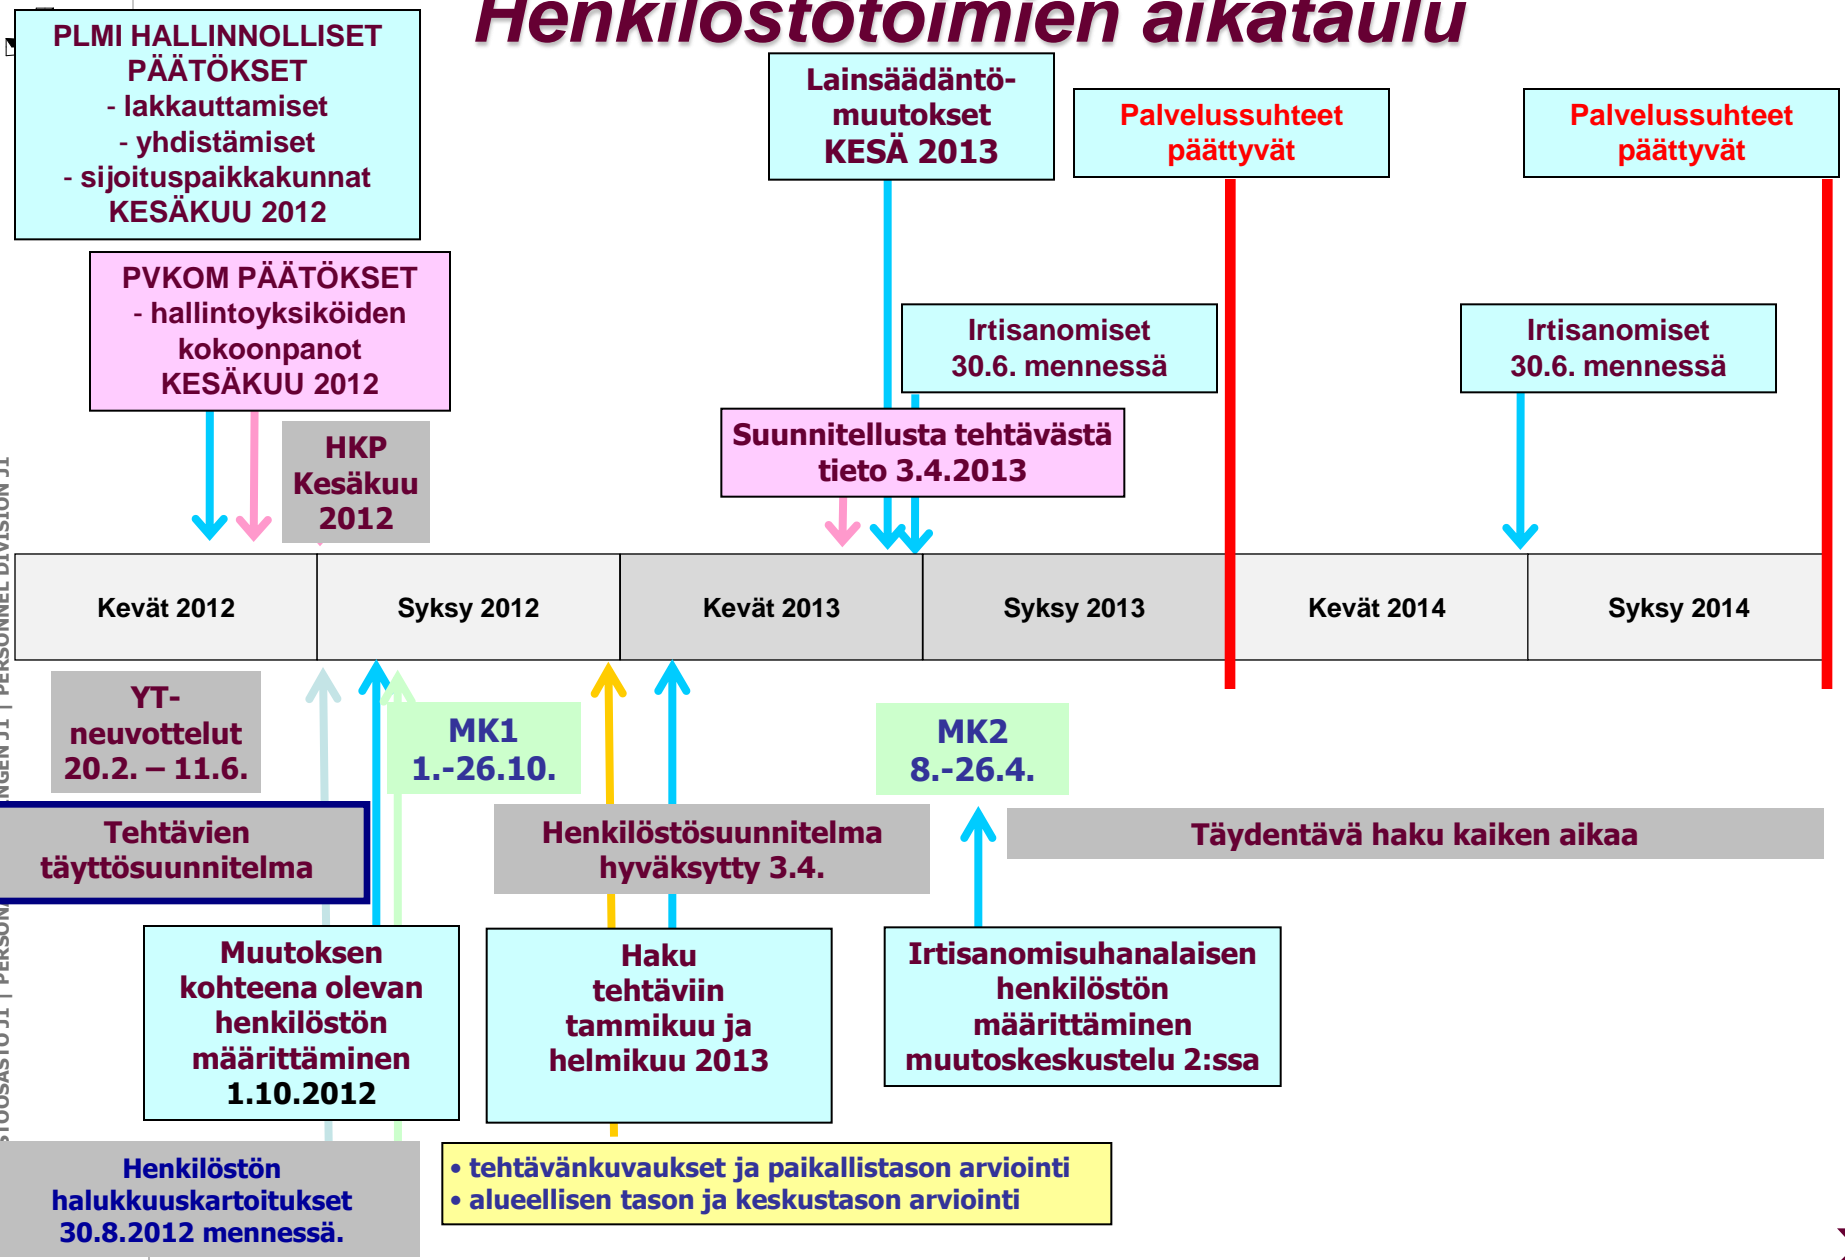 Henkilöstötoimien aikataulu
PLMI HALLINNOLLISET
PÄÄTÖKSET
- lakkauttamiset
- yhdistämiset
- sijoituspaikkakunnat
KESÄKUU 2012
PVKOM PÄÄTÖKSET
- hallintoyksiköiden
kokoonpanot
KESÄKUU 2012
HKP
Kesäkuu
2012
Lainsäädäntö-
muutokset
KESÄ 2013
Palvelussuhteet
päättyvät
Palvelussuhteet
päättyvät
Irtisanomiset
30.6. mennessä
Irtisanomiset
30.6. mennessä
Suunnitellusta tehtävästä
tieto 3.4.2013
Kevät 2012
Syksy 2012
Kevät 2013
Syksy 2013
Kevät 2014
Syksy 2014
YT-
neuvottelut
20.2. – 11.6.
MK1
1.-26.10.
MK2
8.-26.4.
Tehtävien
täyttösuunnitelma
Henkilöstösuunnitelma
hyväksytty 3.4.
Täydentävä haku kaiken aikaa
Muutoksen
kohteena olevan
henkilöstön
määrittäminen
1.10.2012
Haku
tehtäviin
tammikuu ja
helmikuu 2013
Irtisanomisuhanalaisen
henkilöstön
määrittäminen
muutoskeskustelu 2:ssa
Henkilöstön
halukkuuskartoitukset
30.8.2012 mennessä.
• tehtävänkuvaukset ja paikallistason arviointi
• alueellisen tason ja keskustason arviointi
J1 | PERSONNEL DIVISION J1